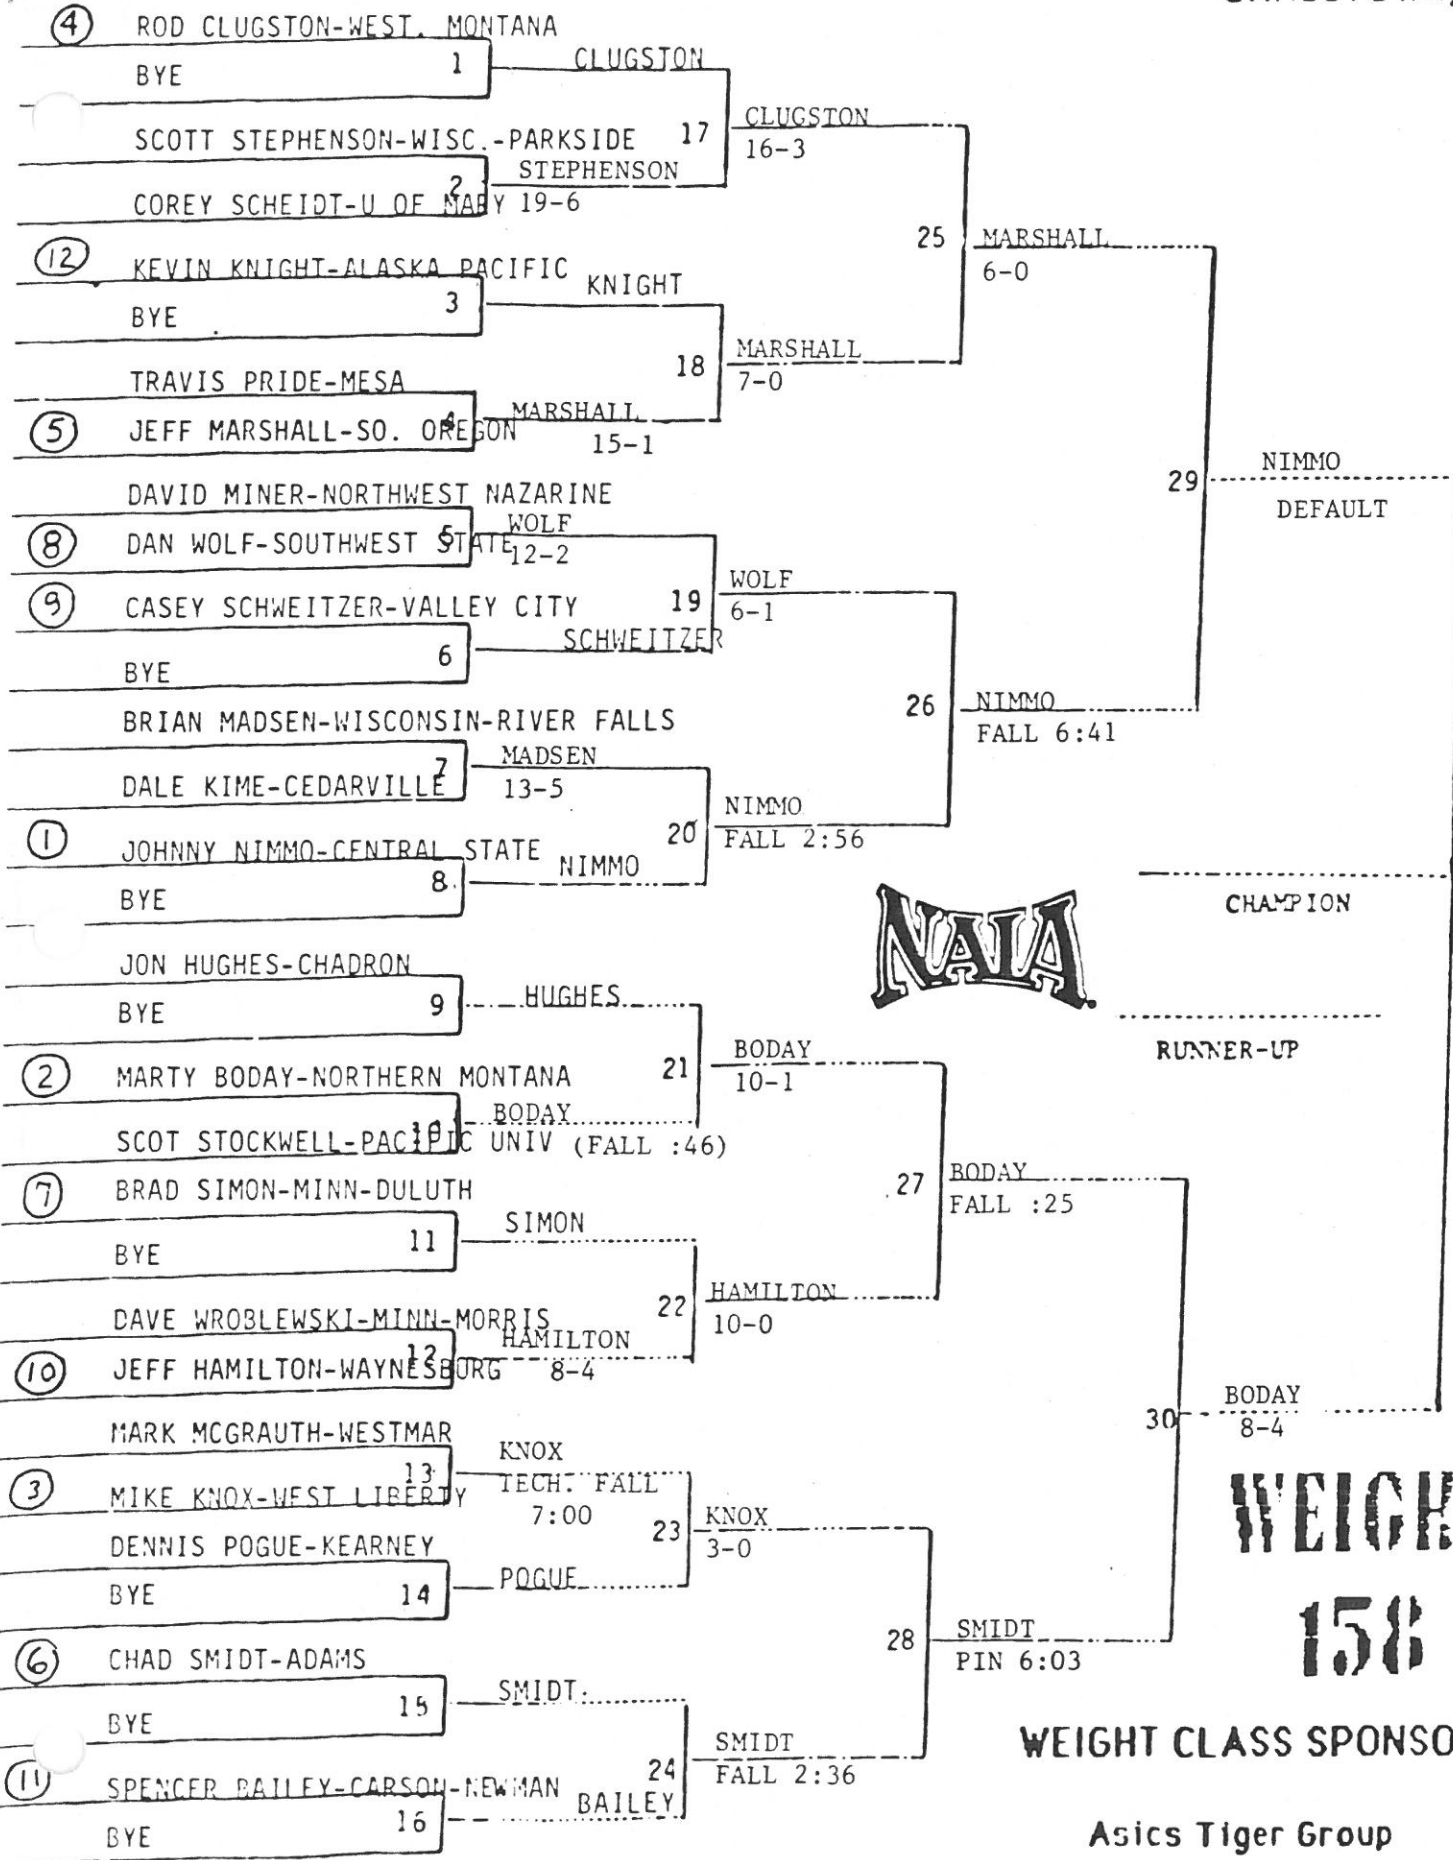 ④ ROD CLUGSTON-WEST. MONTANA
BYE
1
CLUGSTON
SCOTT STEPHENSON-WISC.-PARKSIDE
17
CLUGSTON
16-3
2
STEPHENSON
COREY SCHEIDT-U OF MARY 19-6
25
MARSHALL
6-0
⑫ KEVIN KNIGHT-ALASKA PACIFIC
KNIGHT
BYE
3
18
MARSHALL
7-0
TRAVIS PRIDE-MESA
4
MARSHALL
⑤ JEFF MARSHALL-SO. OREGON
15-1
29
NIMMO
DEFAULT
DAVID MINER-NORTHWEST NAZARINE
5
WOLF
⑧ DAN WOLF-SOUTHWEST STATE
12-2
⑨ CASEY SCHWEITZER-VALLEY CITY
19
WOLF
6-1
SCHWEITZER
BYE
6
26
NIMMO
FALL 6:41
BRIAN MADSEN-WISCONSIN-RIVER FALLS
7
MADSEN
DALE KIME-CEDARVILLE
13-5
20
NIMMO
FALL 2:56
① JOHNNY NIMMO-CENTRAL STATE
NIMMO
BYE
8
CHAMPION
NAIA
JON HUGHES-CHADRON
BYE
9
HUGHES
RUNNER-UP
21
BODAY
10-1
② MARTY BODAY-NORTHERN MONTANA
10
BODAY
SCOT STOCKWELL-PACIFIC UNIV (FALL :46)
27
BODAY
FALL :25
⑦ BRAD SIMON-MINN-DULUTH
SIMON
BYE
11
22
HAMILTON
10-0
DAVE WROBLEWSKI-MINN-MORRIS
12
HAMILTON
⑩ JEFF HAMILTON-WAYNESBURG
8-4
30
BODAY
8-4
MARK MCGRAUTH-WESTMAR
13
KNOX
TECH. FALL
7:00
③ MIKE KNOX-WEST LIBERTY
23
KNOX
3-0
DENNIS POGUE-KEARNEY
BYE
14
POGUE
28
SMIDT
PIN 6:03
158
⑥ CHAD SMIDT-ADAMS
SMIDT
BYE
15
24
SMIDT
FALL 2:36
WEIGHT CLASS SPONSO
⑪ SPENCER BAILEY-CARSON-NEWMAN
BAILEY
BYE
16
Asics Tiger Group